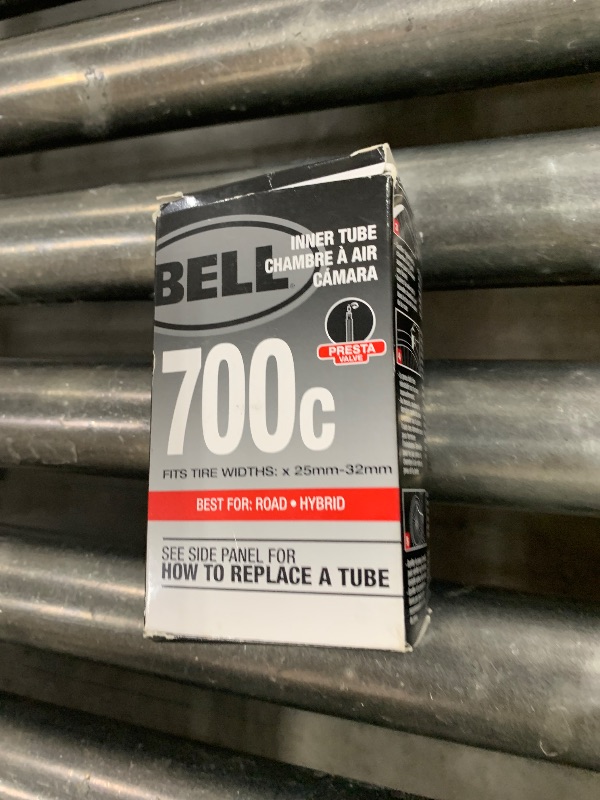 BELL
INNER TUBE
CHAMBRE À AIR
CÁMARA
PRESTA
VALVE
700c
FITS TIRE WIDTHS: x 25mm-32mm
BEST FOR: ROAD • HYBRID
SEE SIDE PANEL FOR
HOW TO REPLACE A TUBE